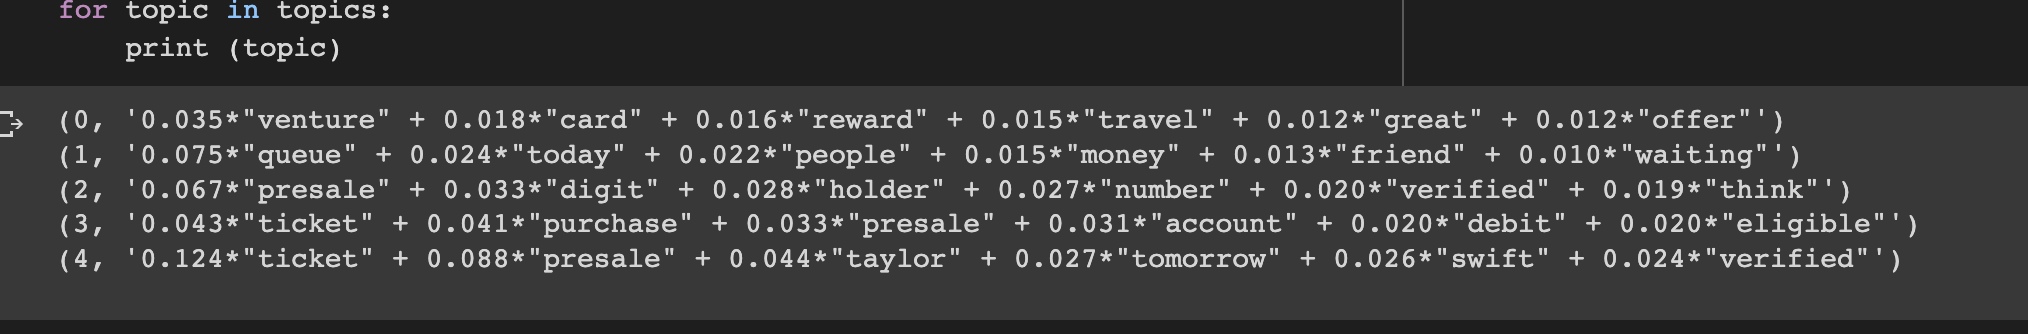 for topic in topics:
print (topic)
(0, '0.035*"venture" + 0.018*"card" + 0.016*"reward" + 0.015*"travel" + 0.012*"great" + 0.012*"offer"')
(1, '0.075*"queue" + 0.024*"today" + 0.022*"people" + 0.015*"money" + 0.013*"friend" + 0.010*"waiting"')
(2, '0.067*"presale" + 0.033*"digit" + 0.028*"holder" + 0.027*"number" + 0.020*"verified" + 0.019*"think"')
(3, '0.043*"ticket" + 0.041*"purchase" + 0.033*"presale" + 0.031*"account" + 0.020*"debit" + 0.020*"eligible"')
(4, '0.124*"ticket" + 0.088*"presale" + 0.044*"taylor" + 0.027*"tomorrow" + 0.026*"swift" + 0.024*"verified"')